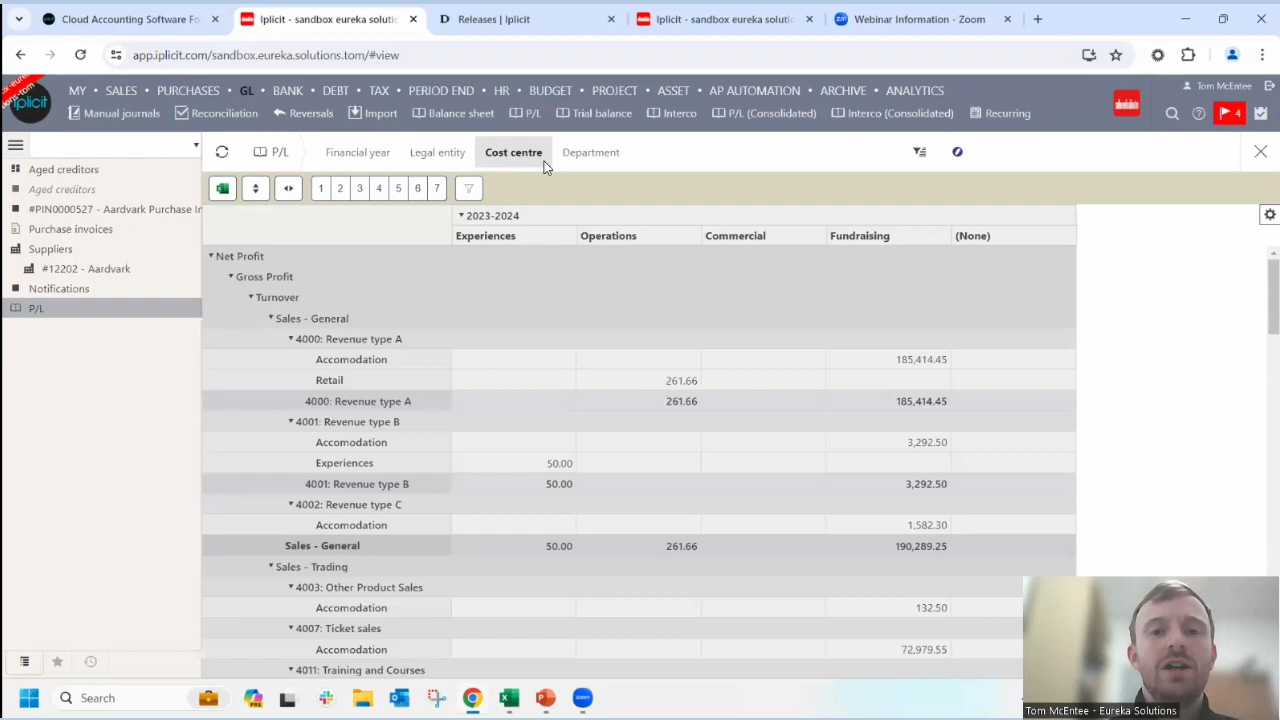 Cloud Accounting Software Fo
Iplicit - sandbox eureka soluti
Releases | Iplicit
Iplicit - sandbox eureka soluti
Webinar Information - Zoom
app.iplicit.com/sandbox.eureka.solutions.tom/#view
iplicit
MY SALES PURCHASES GL BANK DEBT TAX PERIOD END HR BUDGET PROJECT ASSET AP AUTOMATION ARCHIVE ANALYTICS
Tom McEntee
Manual journals Reconciliation Reversals Import Balance sheet P/L Trial balance Interco P/L (Consolidated) Interco (Consolidated) Recurring
4
P/L Financial year Legal entity Cost centre Department
Aged creditors
Aged creditors
#PIN0000527 - Aardvark Purchase In
Purchase invoices
Suppliers
#12202 - Aardvark
Notifications
P/L
1 2 3 4 5 6 7
2023-2024
Experiences Operations Commercial Fundraising (None)
Net Profit
Gross Profit
Turnover
Sales - General
4000: Revenue type A
Accomodation 185,414.45
Retail 261.66
4000: Revenue type A 261.66 185,414.45
4001: Revenue type B
Accomodation 3,292.50
Experiences 50.00
4001: Revenue type B 50.00 3,292.50
4002: Revenue type C
Accomodation 1,582.30
Sales - General 50.00 261.66 190,289.25
Sales - Trading
4003: Other Product Sales
Accomodation 132.50
4007: Ticket sales
Accomodation 72,979.55
4011: Training and Courses
Search
zoom
Tom McEntee - Eureka Solutions